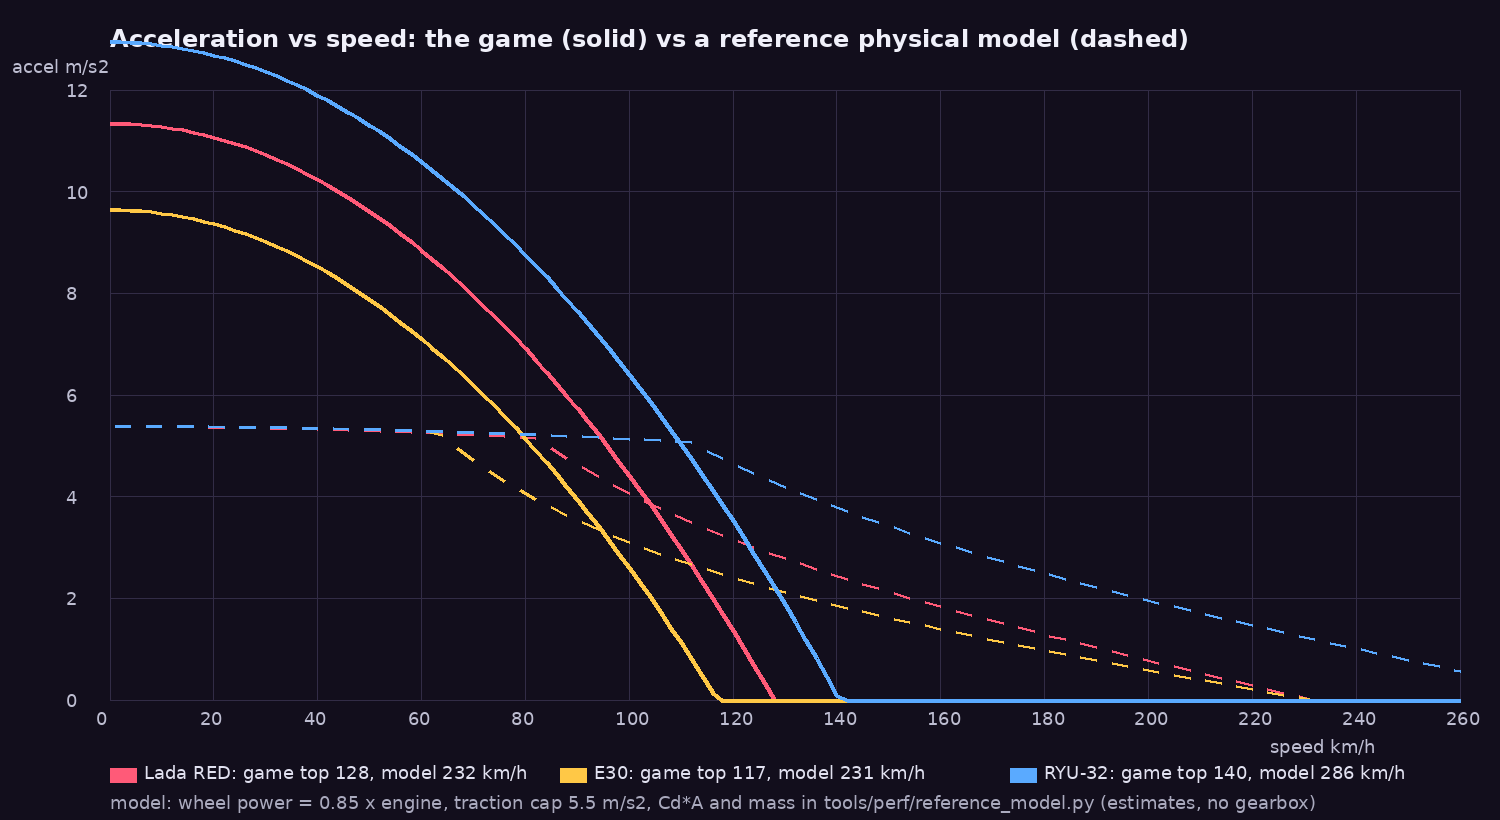 Acceleration vs speed: the game (solid) vs a reference physical model (dashed)
accel m/s2
12
10
8
6
4
2
0
0 20 40 60 80 100 120 140 160 180 200 220 240 260
speed km/h
Lada RED: game top 128, model 232 km/h E30: game top 117, model 231 km/h RYU-32: game top 140, model 286 km/h
model: wheel power = 0.85 x engine, traction cap 5.5 m/s2, Cd*A and mass in tools/perf/reference_model.py (estimates, no gearbox)